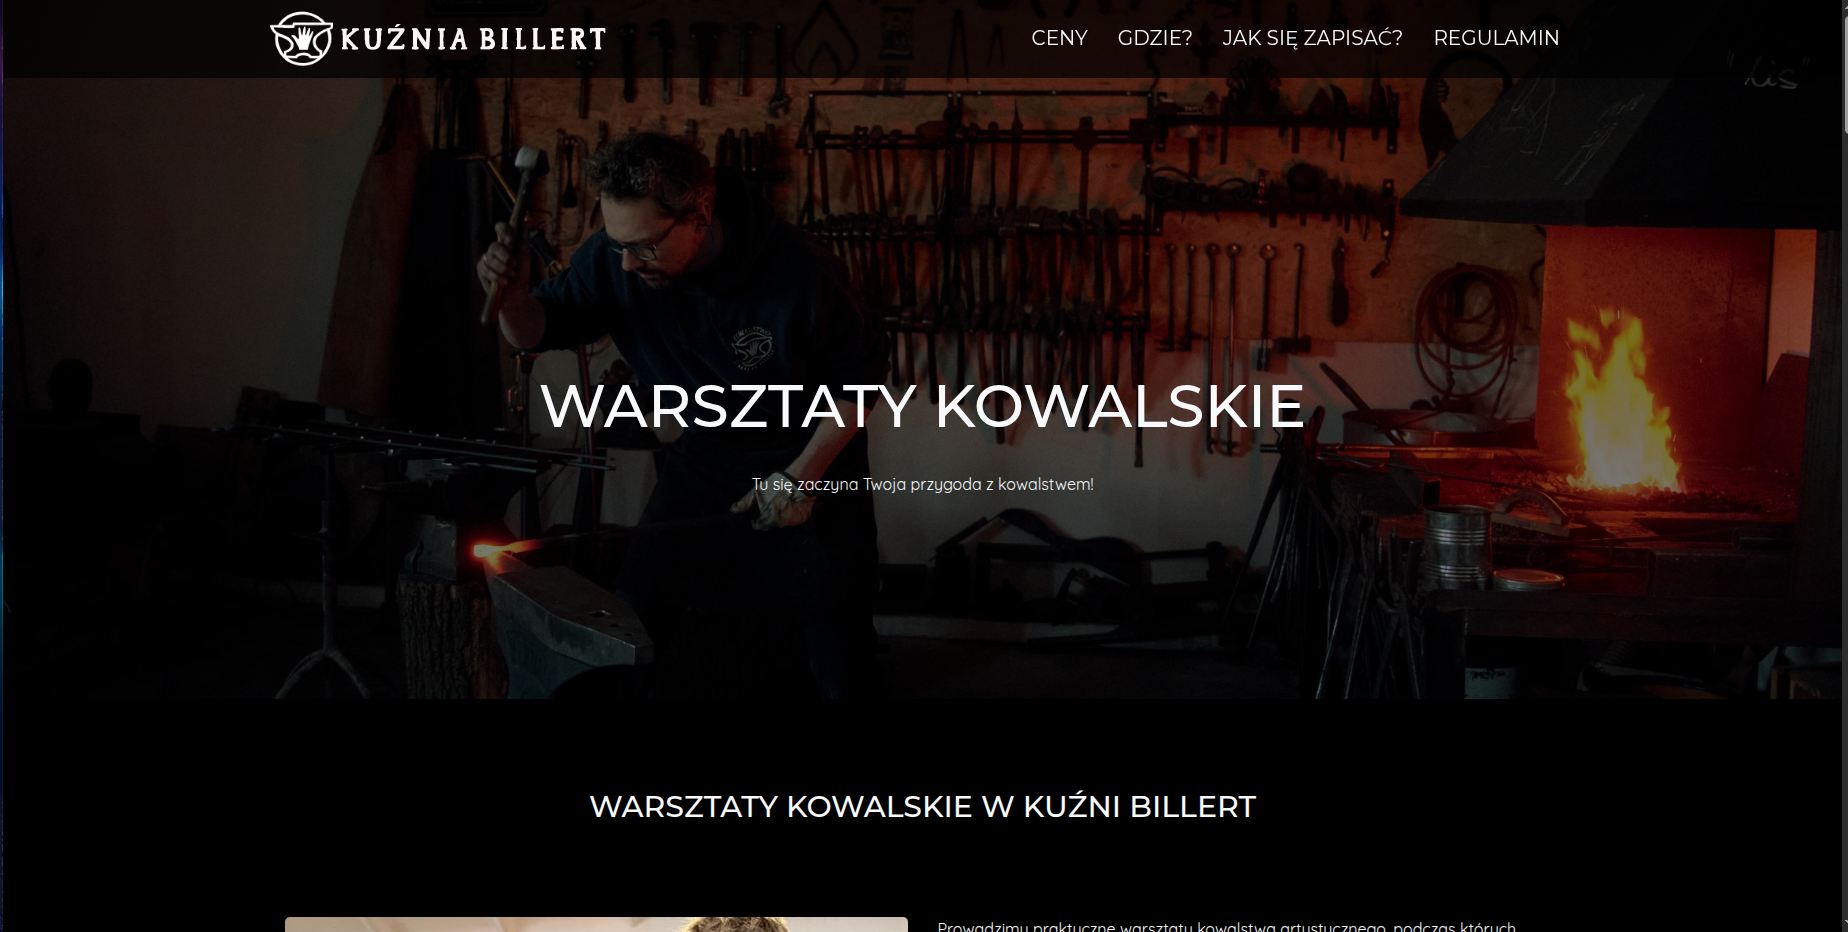 KUŹNIA BILLERT
CENY GDZIE? JAK SIĘ ZAPISAĆ? REGULAMIN
"Lis"
WARSZTATY KOWALSKIE
Tu się zaczyna Twoja przygoda z kowalstwem!
WARSZTATY KOWALSKIE W KUŹNI BILLERT
Prowadzimy praktyczne warsztaty kowalstwa artystycznego, podczas których